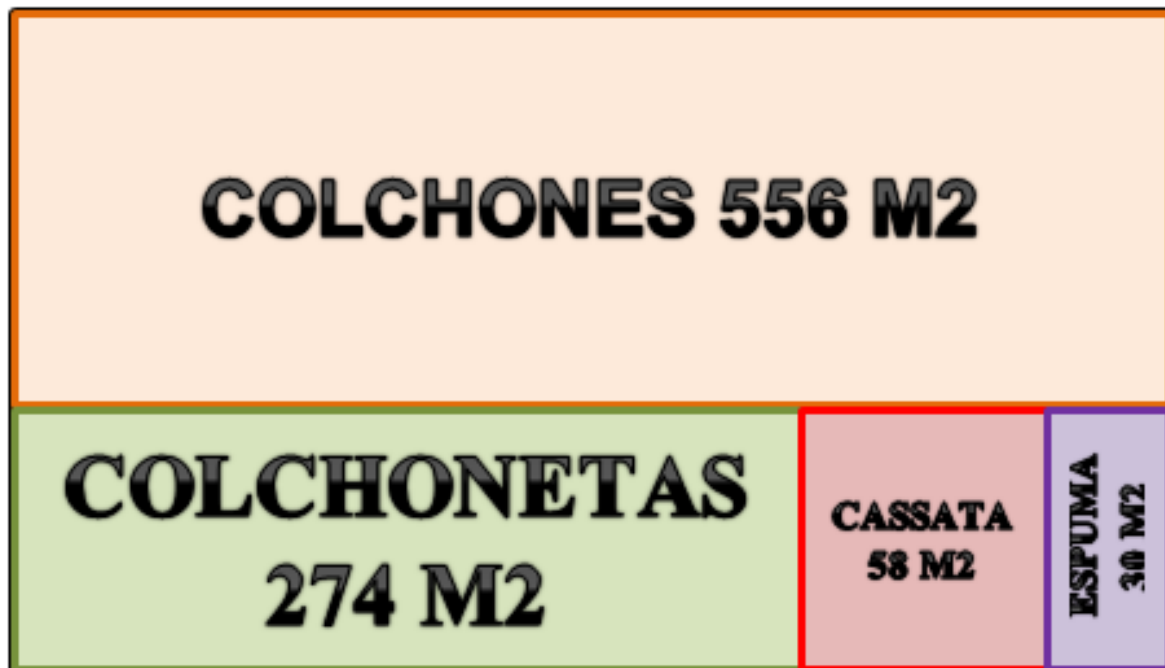 COLCHONES 556 M2
COLCHONETAS
274 M2
CASSATA
58 M2
ESPUMA
30 M2